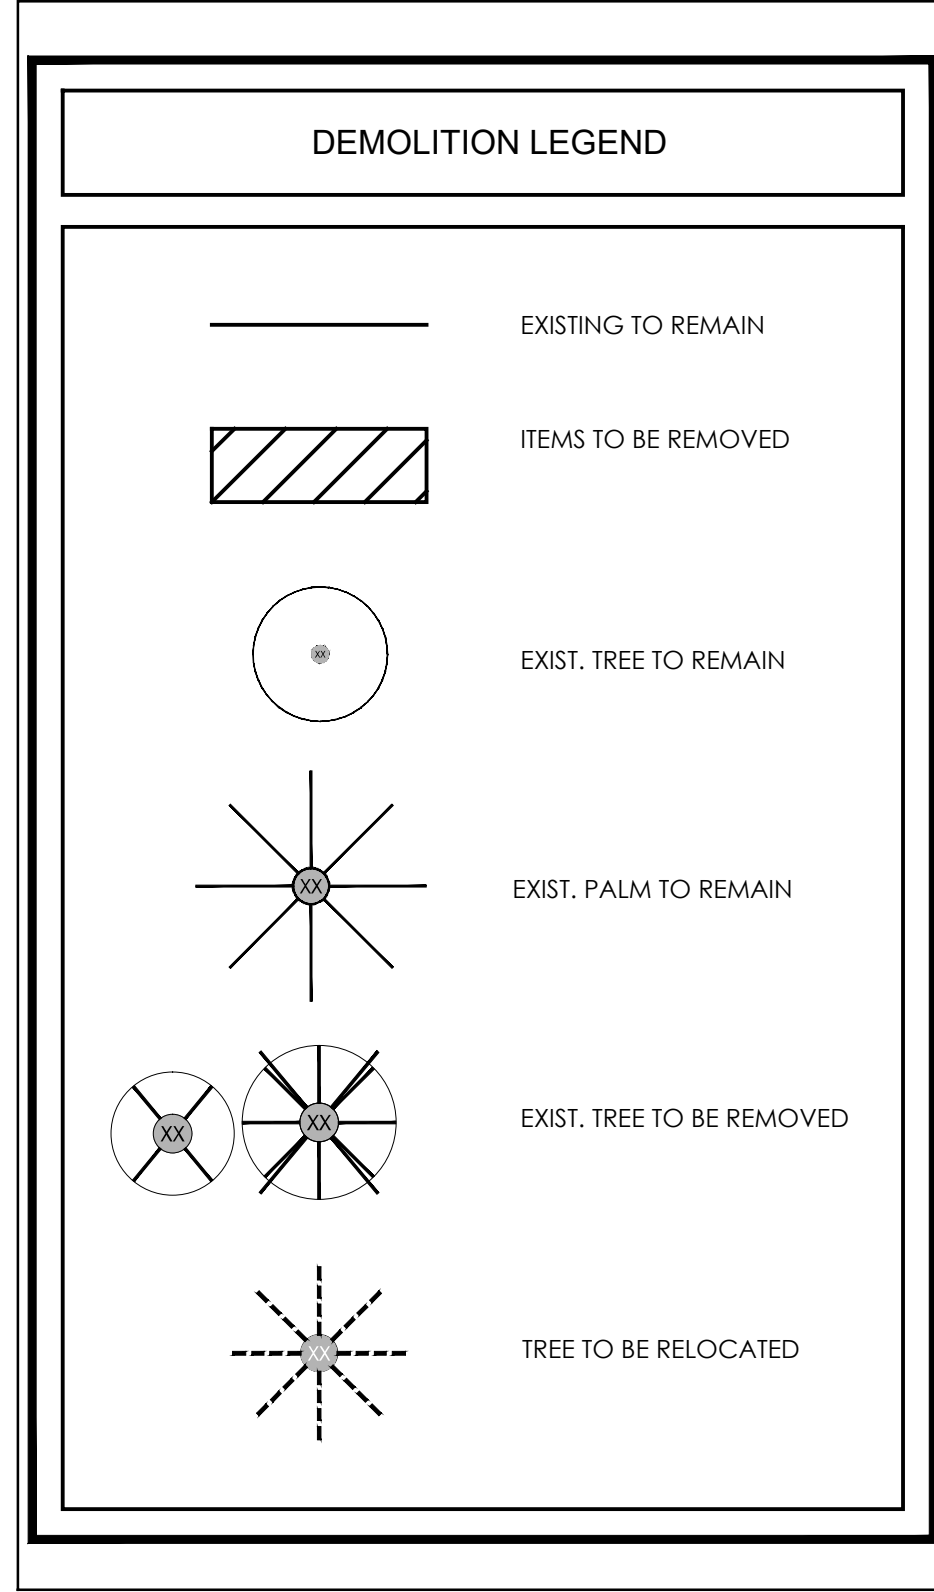 DEMOLITION LEGEND
EXISTING TO REMAIN
ITEMS TO BE REMOVED
XX
EXIST. TREE TO REMAIN
XX
EXIST. PALM TO REMAIN
XX
XX
EXIST. TREE TO BE REMOVED
XX
TREE TO BE RELOCATED